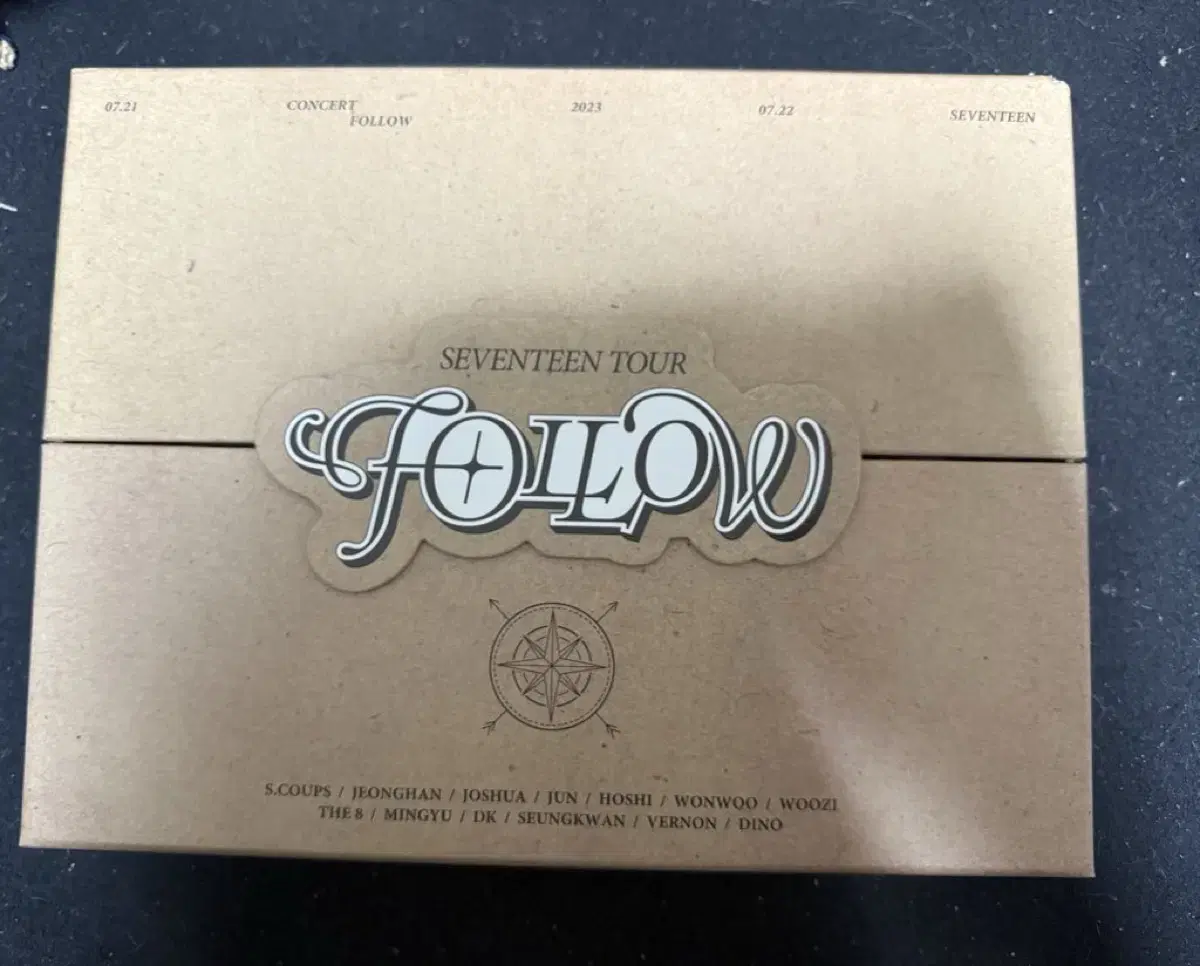 07.21 CONCERT 2023 07.22 SEVENTEEN
FOLLOW
SEVENTEEN TOUR
FOLLOW
S.COUPS / JEONGHAN / JOSHUA / JUN / HOSHI / WONWOO / WOOZI
THE 8 / MINGYU / DK / SEUNGKWAN / VERNON / DINO